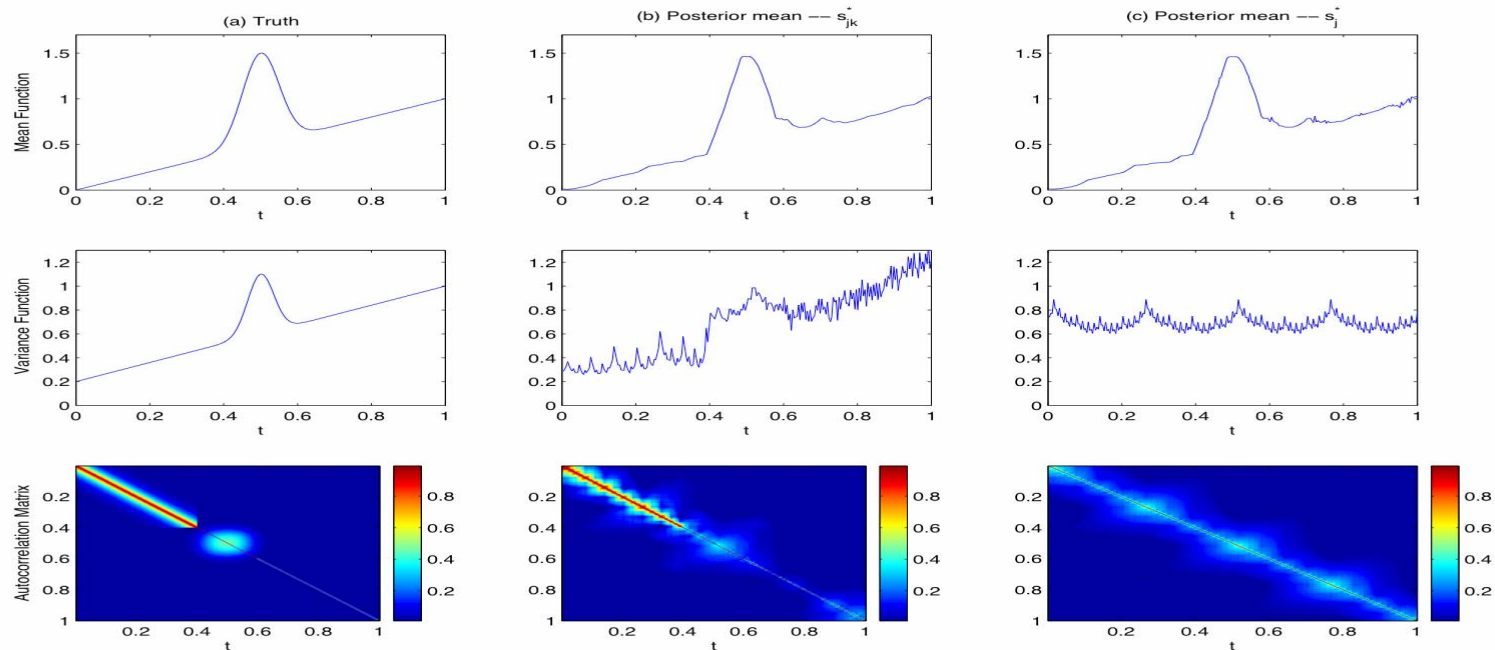 (a) Truth
(b) Posterior mean −− s*jk
(c) Posterior mean −− s*j
Mean Function
1.5
1
0.5
0
0 0.2 0.4 0.6 0.8 1
t
1.5
1
0.5
0
0 0.2 0.4 0.6 0.8 1
t
1.5
1
0.5
0
0 0.2 0.4 0.6 0.8 1
t
Variance Function
1.2
1
0.8
0.6
0.4
0.2
0
0 0.2 0.4 0.6 0.8 1
t
1.2
1
0.8
0.6
0.4
0.2
0
0 0.2 0.4 0.6 0.8 1
t
1.2
1
0.8
0.6
0.4
0.2
0
0 0.2 0.4 0.6 0.8 1
t
Autocorrelation Matrix
0.2
0.4
0.6
0.8
1
0.2 0.4 0.6 0.8 1
t
0.8
0.6
0.4
0.2
0.2
0.4
0.6
0.8
1
0.2 0.4 0.6 0.8 1
t
0.8
0.6
0.4
0.2
0.2
0.4
0.6
0.8
1
0.2 0.4 0.6 0.8 1
t
0.8
0.6
0.4
0.2